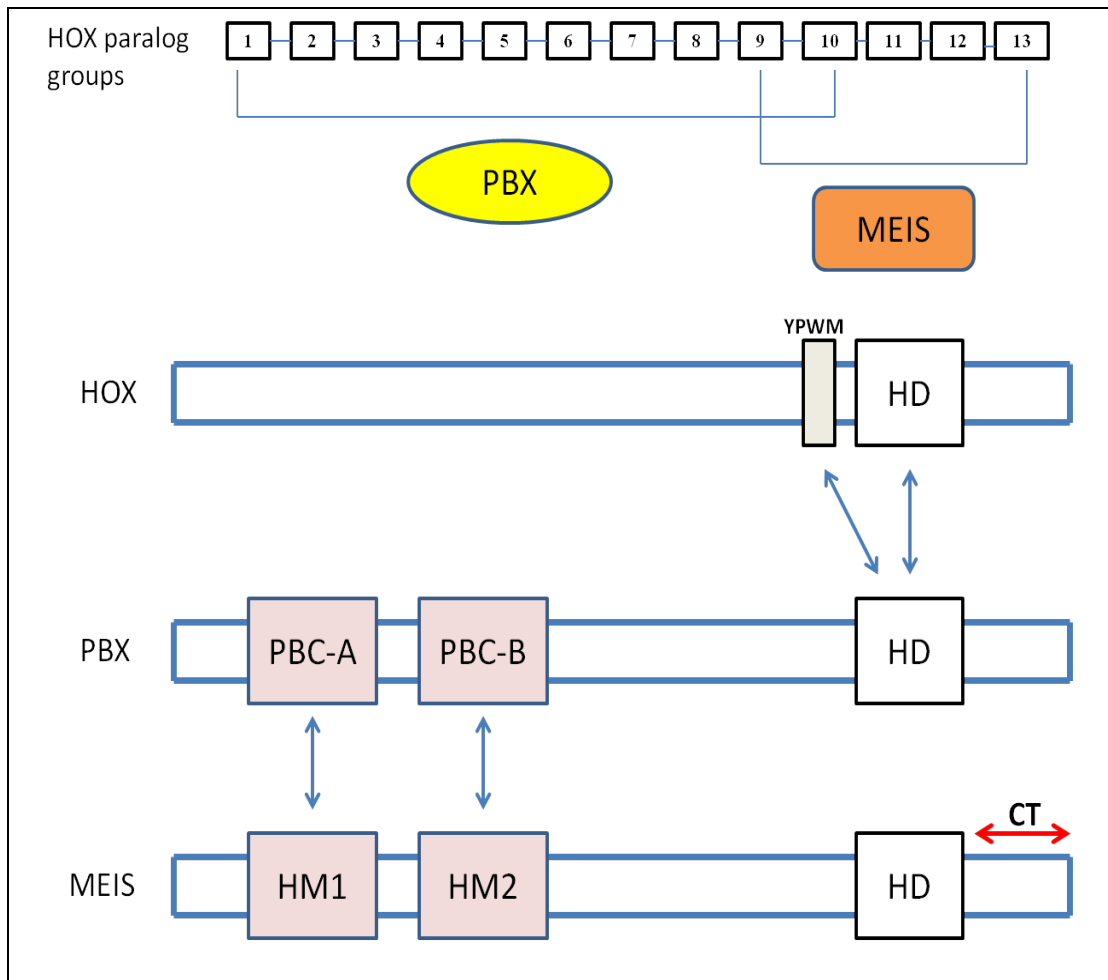 HOX paralog
groups
1 2 3 4 5 6 7 8 9 10 11 12 13
PBX
MEIS
YPWM
HOX HD
PBX PBC-A PBC-B HD
CT
MEIS HM1 HM2 HD